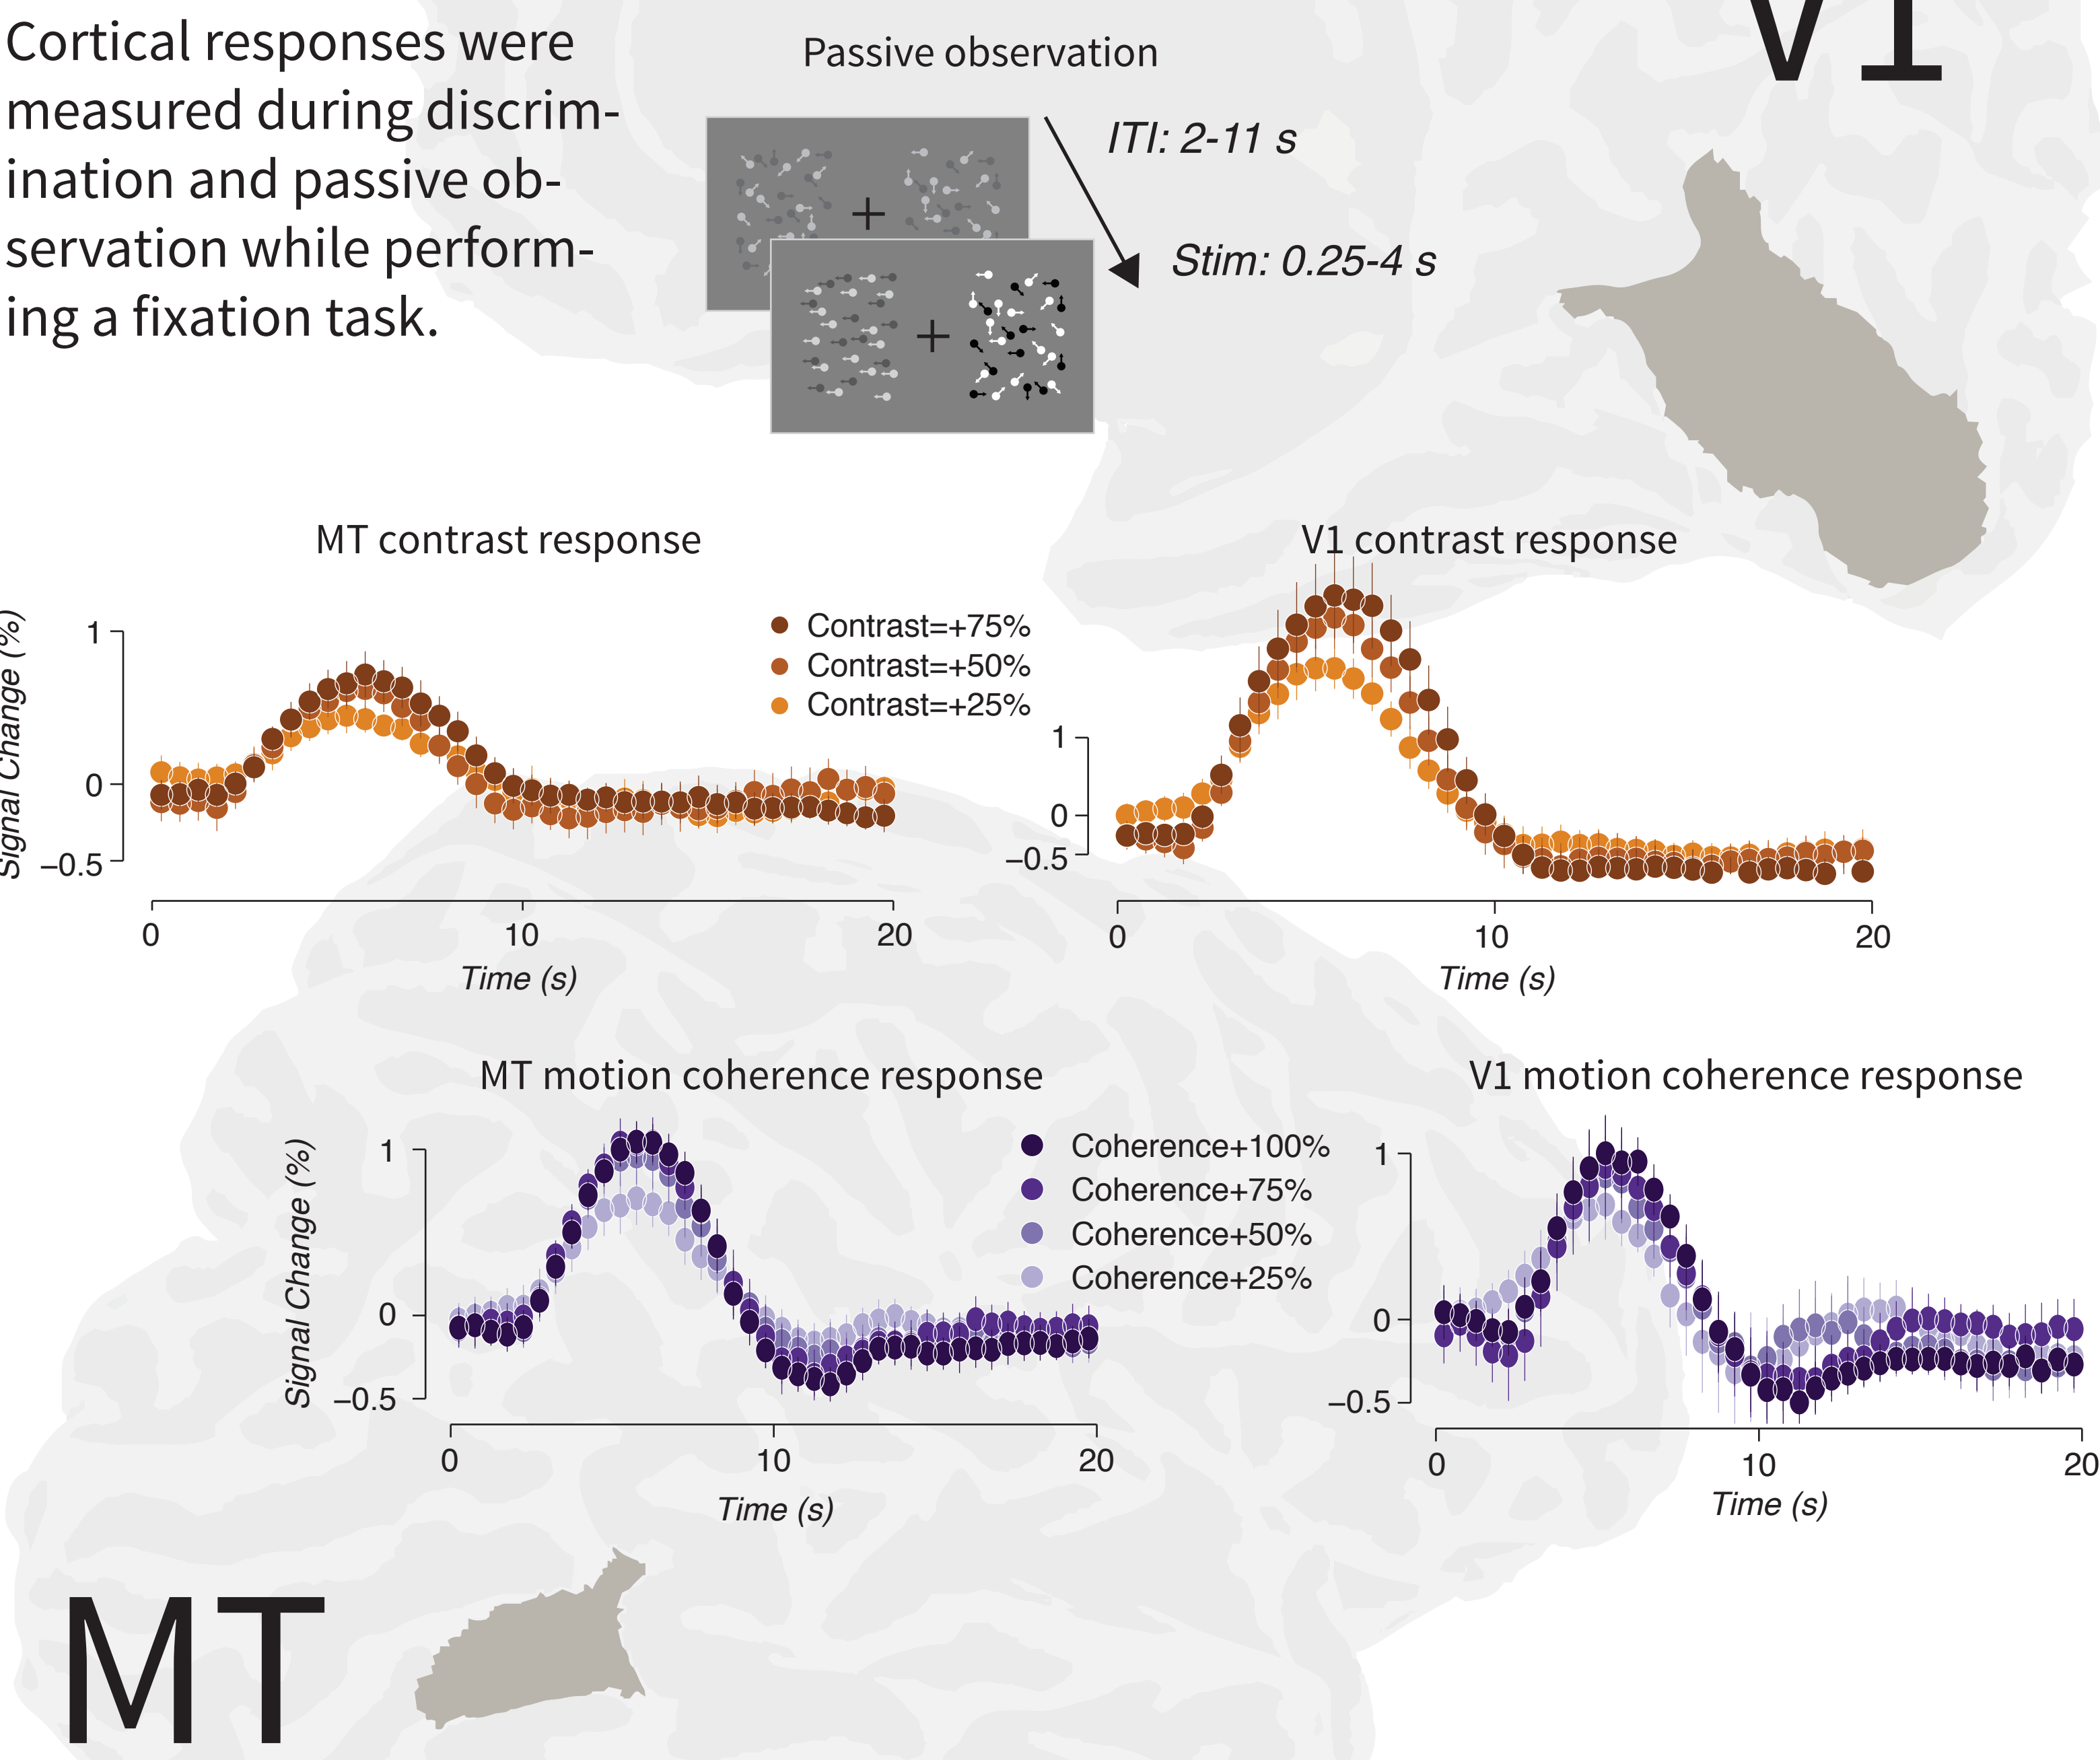 Cortical responses were
measured during discrim-
ination and passive ob-
servation while perform-
ing a fixation task.
Passive observation
ITI: 2-11 s
Stim: 0.25-4 s
V1
MT contrast response
Signal Change (%)
1
0
−0.5
0
10
20
Time (s)
Contrast=+75%
Contrast=+50%
Contrast=+25%
V1 contrast response
1
0
−0.5
0
10
20
Time (s)
MT motion coherence response
Signal Change (%)
1
0
−0.5
0
10
20
Time (s)
Coherence+100%
Coherence+75%
Coherence+50%
Coherence+25%
V1 motion coherence response
1
0
−0.5
0
10
20
Time (s)
MT